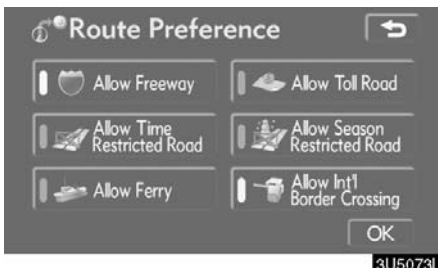 Route Preference
Allow Freeway
Allow Toll Road
Allow Time
Restricted Road
Allow Season
Restricted Road
Allow Ferry
Allow Int'l
Border Crossing
OK
3U5073I